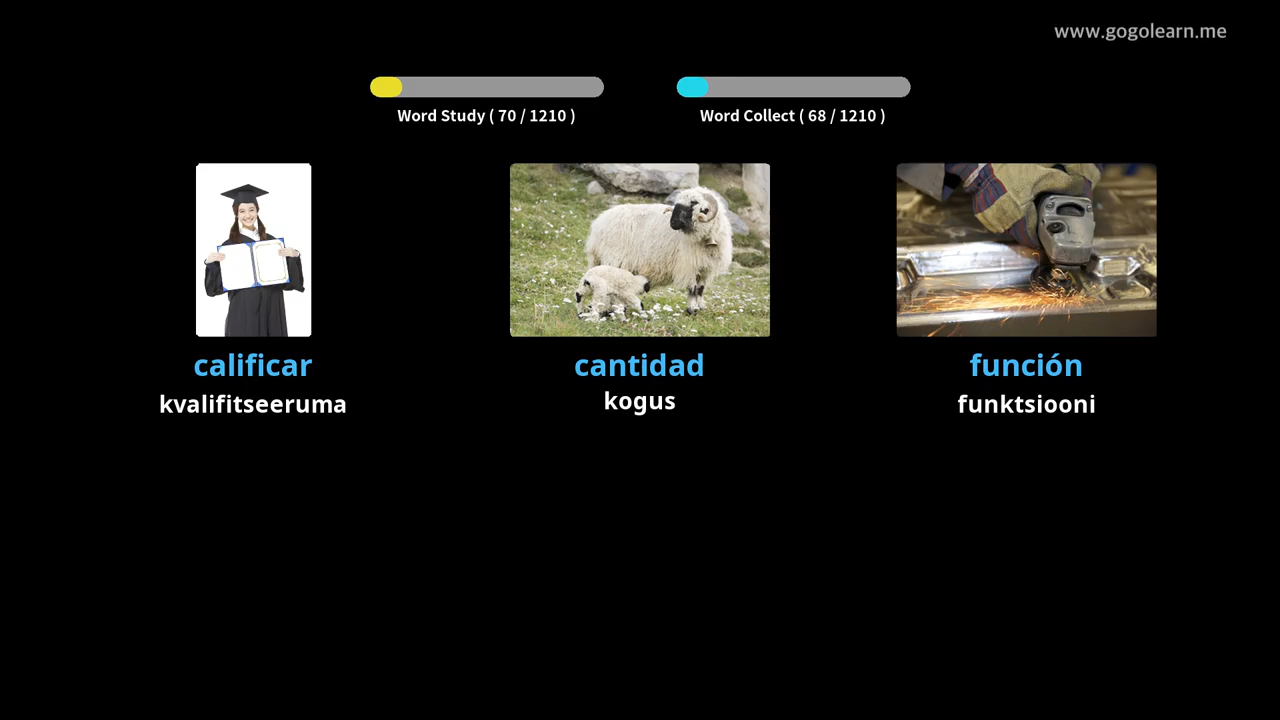 www.gogolearn.me
Word Study ( 70 / 1210 )
Word Collect ( 68 / 1210 )
calificar
kvalifitseeruma
cantidad
kogus
función
funktsiooni